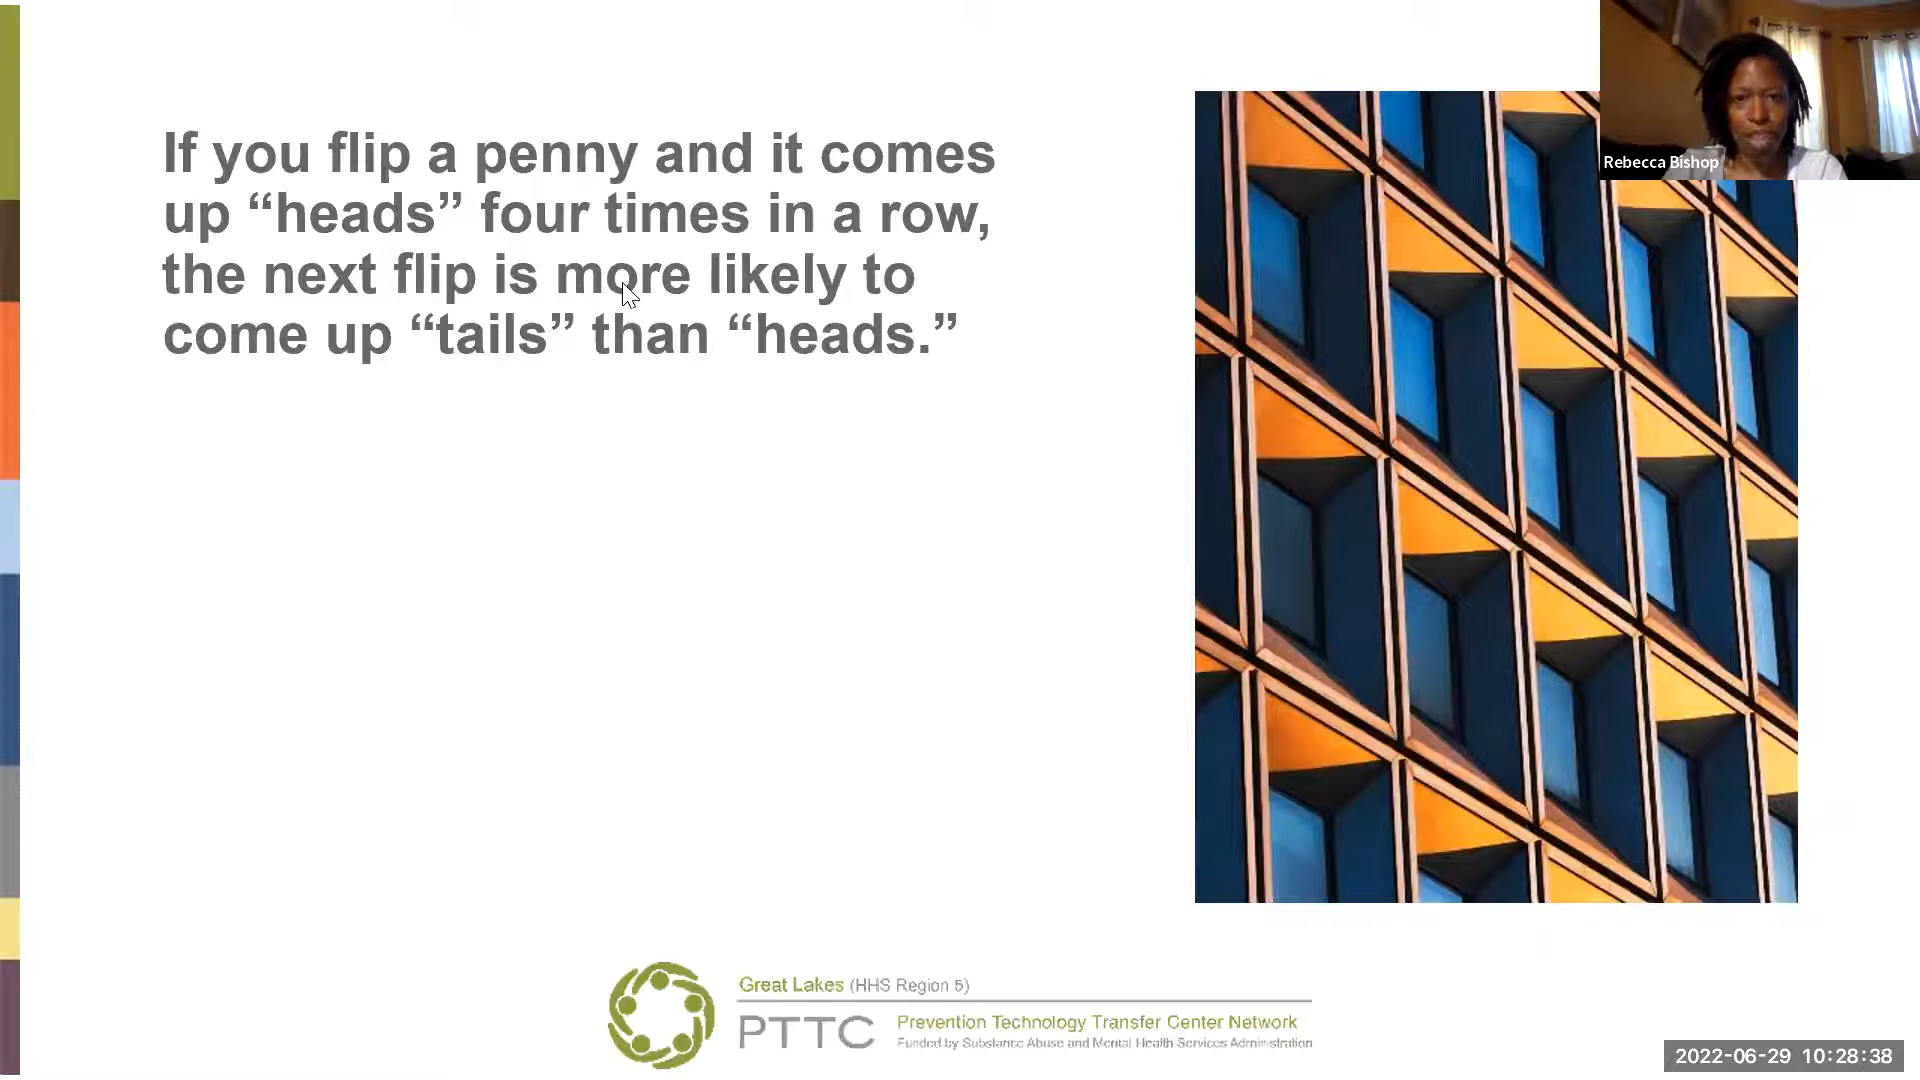 If you flip a penny and it comes
up “heads” four times in a row,
the next flip is more likely to
come up “tails” than “heads.”
Rebecca Bishop
Great Lakes (HHS Region 5)
PTTC
Prevention Technology Transfer Center Network
Funded by Substance Abuse and Mental Health Services Administration
2022-06-29 10:28:38